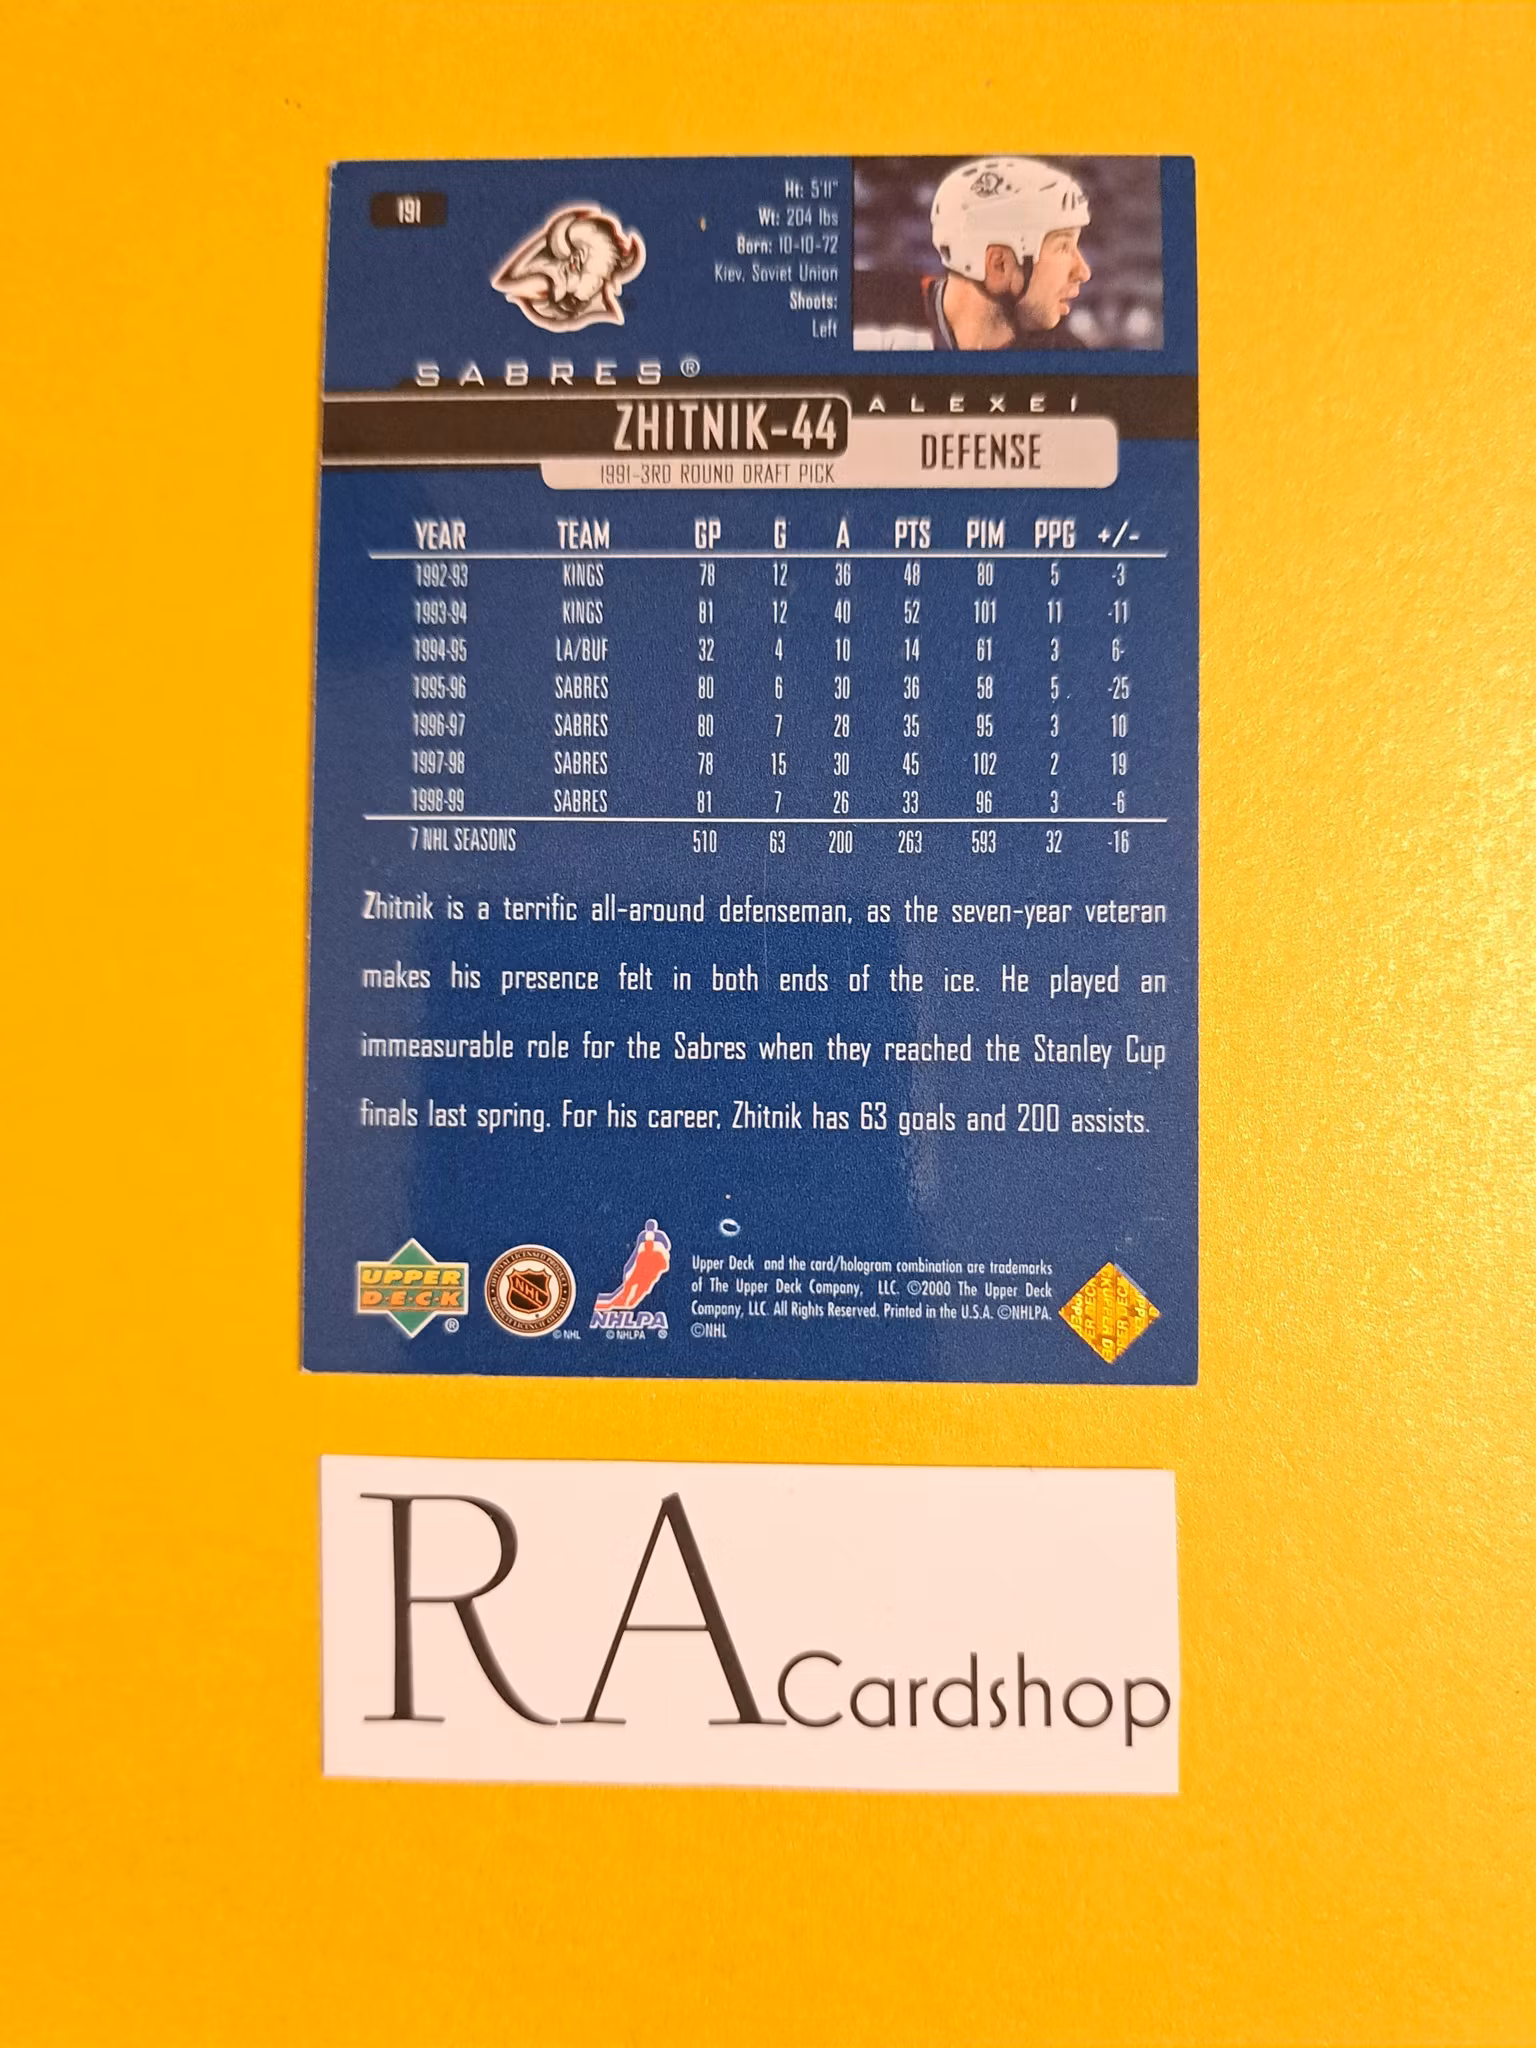 191
Ht: 5'11"
Wt: 204 lbs
Born: 10-10-72
Kiev, Soviet Union
Shoots:
Left
SABRES®
ALEXEI
ZHITNIK-44
DEFENSE
1991-3RD ROUND DRAFT PICK
YEAR TEAM GP G A PTS PIM PPG +/-
1992-93 KINGS 78 12 36 48 80 5 -3
1993-94 KINGS 81 12 40 52 101 11 -11
1994-95 LA/BUF 32 4 10 14 61 3 6-
1995-96 SABRES 80 6 30 36 58 5 -25
1996-97 SABRES 80 7 28 35 95 3 10
1997-98 SABRES 78 15 30 45 102 2 19
1998-99 SABRES 81 7 26 33 96 3 -6
7 NHL SEASONS 510 63 200 263 593 32 -16
Zhitnik is a terrific all-around defenseman, as the seven-year veteran
makes his presence felt in both ends of the ice. He played an
immeasurable role for the Sabres when they reached the Stanley Cup
finals last spring. For his career, Zhitnik has 63 goals and 200 assists.
UPPER
D·E·C·K
®
NHL
© NHL
NHLPA
© NHLPA ®
Upper Deck and the card/hologram combination are trademarks
of The Upper Deck Company, LLC. ©2000 The Upper Deck
Company, LLC. All Rights Reserved. Printed in the U.S.A. ©NHLPA.
©NHL
RA Cardshop